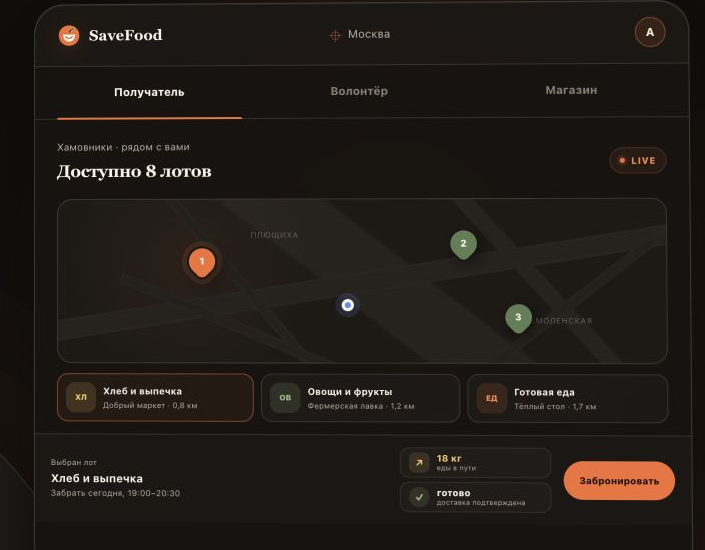 SaveFood
Москва
А
Получатель
Волонтёр
Магазин
Хамовники · рядом с вами
Доступно 8 лотов
LIVE
ПЛЮЩИХА
1
2
3
МОЛЕНСКАЯ
ХЛ
Хлеб и выпечка
Добрый маркет · 0,8 км
ОВ
Овощи и фрукты
Фермерская лавка · 1,2 км
ЕД
Готовая еда
Тёплый стол · 1,7 км
Выбран лот
Хлеб и выпечка
Забрать сегодня, 19:00–20:30
18 кг
еды в пути
готово
доставка подтверждена
Забронировать